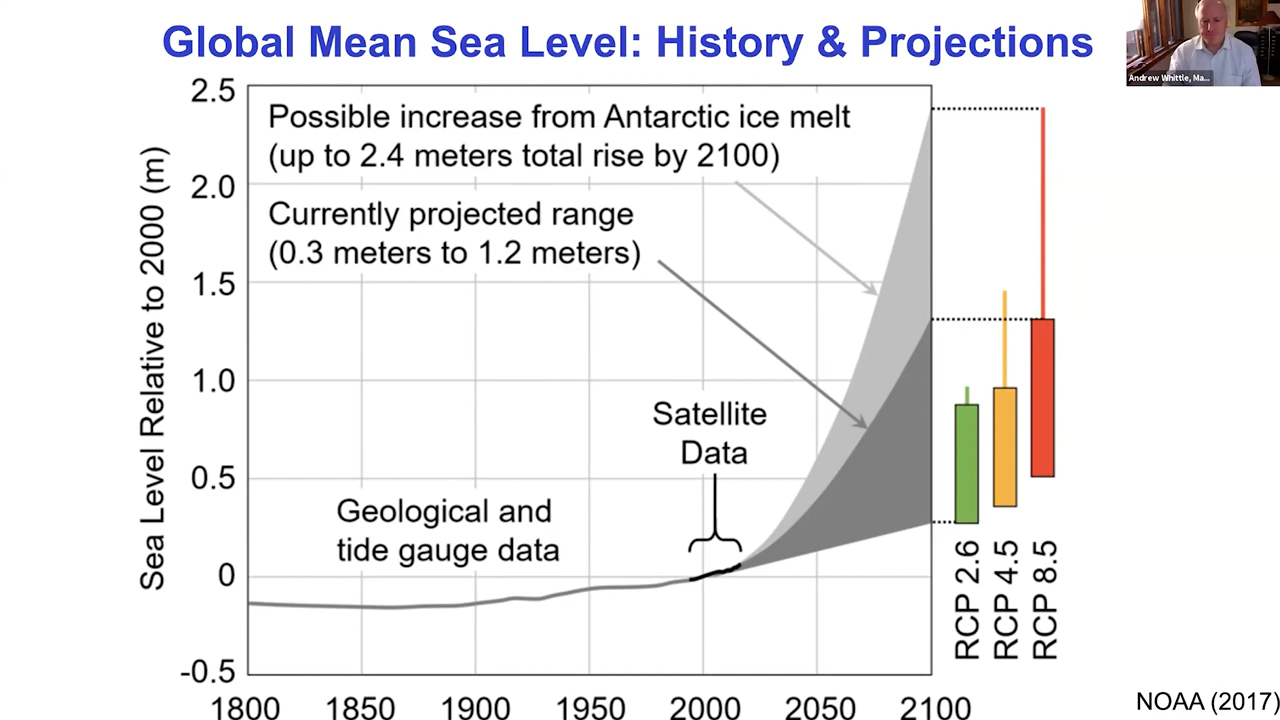 Global Mean Sea Level: History & Projections
Andrew Whittle, Ma...
2.5
2.0
1.5
1.0
0.5
0
-0.5
Sea Level Relative to 2000 (m)
Possible increase from Antarctic ice melt
(up to 2.4 meters total rise by 2100)
Currently projected range
(0.3 meters to 1.2 meters)
Satellite
Data
Geological and
tide gauge data
RCP 2.6
RCP 4.5
RCP 8.5
1800
1850
1900
1950
2000
2050
2100
NOAA (2017)